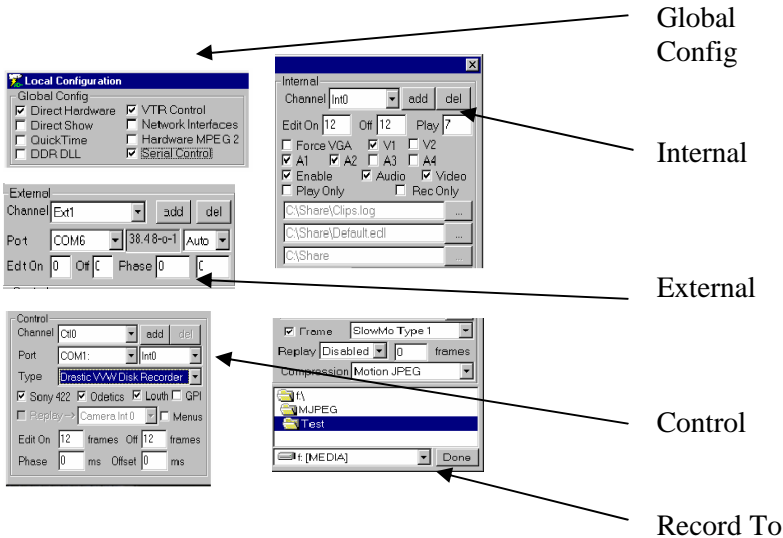 Global
Config
Local Configuration
Global Config
Direct Hardware VTR Control
Direct Show Network Interfaces
QuickTime Hardware MPEG 2
DDR DLL Serial Control
Internal
Channel Int0 add del
Edit On 12 Off 12 Play 7
Force VGA V1 V2
A1 A2 A3 A4
Enable Audio Video
Play Only Rec Only
C:\Share\Clips.log ...
C:\Share\Default.edl ...
C:\Share ...
Internal
External
Channel Ext1 add del
Port COM6 38.4 8-o-1 Auto
Edit On 0 Off Phase 0
External
Control
Channel Ctl0 add del
Port COM1: Int0
Type Drastic VVW Disk Recorder
Sony 422 Odetics Louth GPI
Replay -> Camera Int 0 Menus
Edit On 12 frames Off 12 frames
Phase 0 ms Offset 0 ms
Frame SlowMo Type 1
Replay Disabled 0 frames
Compression Motion JPEG
f:\
MJPEG
Test
f: [MEDIA] Done
Control
Record To